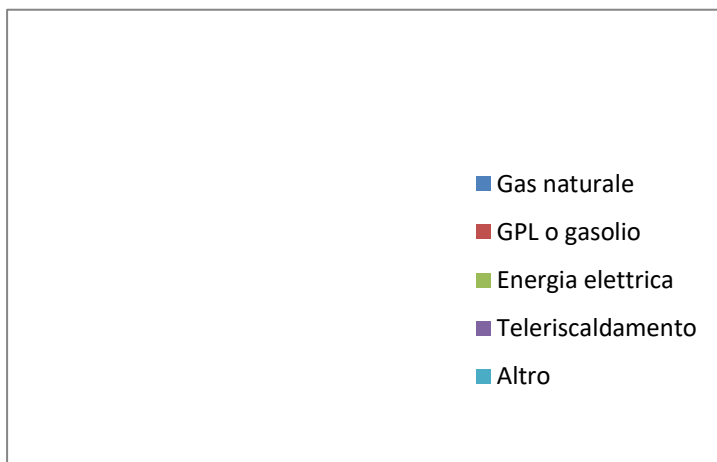 Gas naturale
GPL o gasolio
Energia elettrica
Teleriscaldamento
Altro